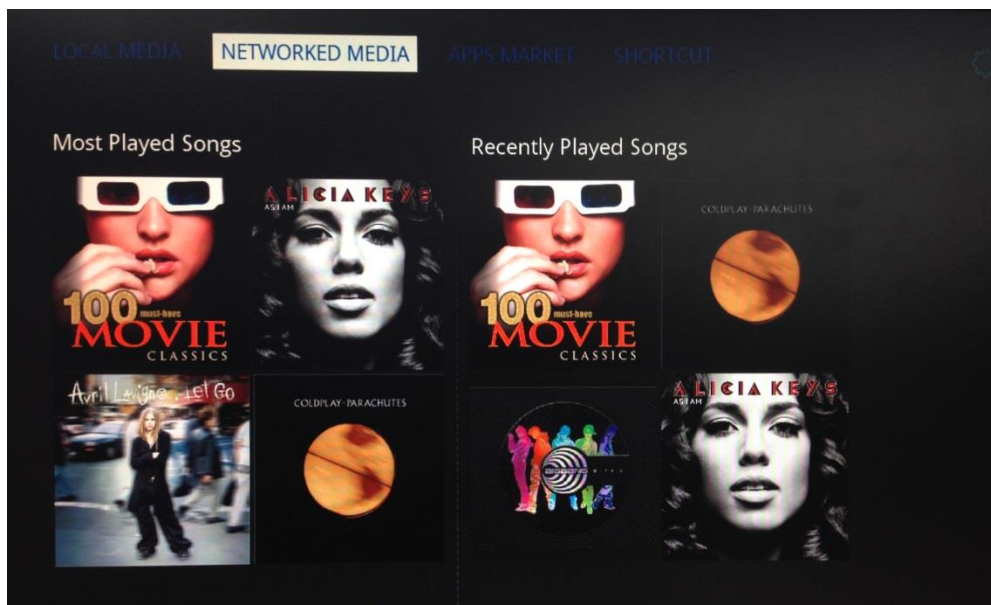 LOCAL MEDIA
NETWORKED MEDIA
APPS MARKET
SHORTCUT
Most Played Songs
100 must-have
MOVIE
CLASSICS
ALICIA KEYS
AS I AM
Avril Lavigne . Let Go
COLDPLAY·PARACHUTES
Recently Played Songs
100 must-have
MOVIE
CLASSICS
COLDPLAY·PARACHUTES
BIGBANG
ALICIA KEYS
AS I AM